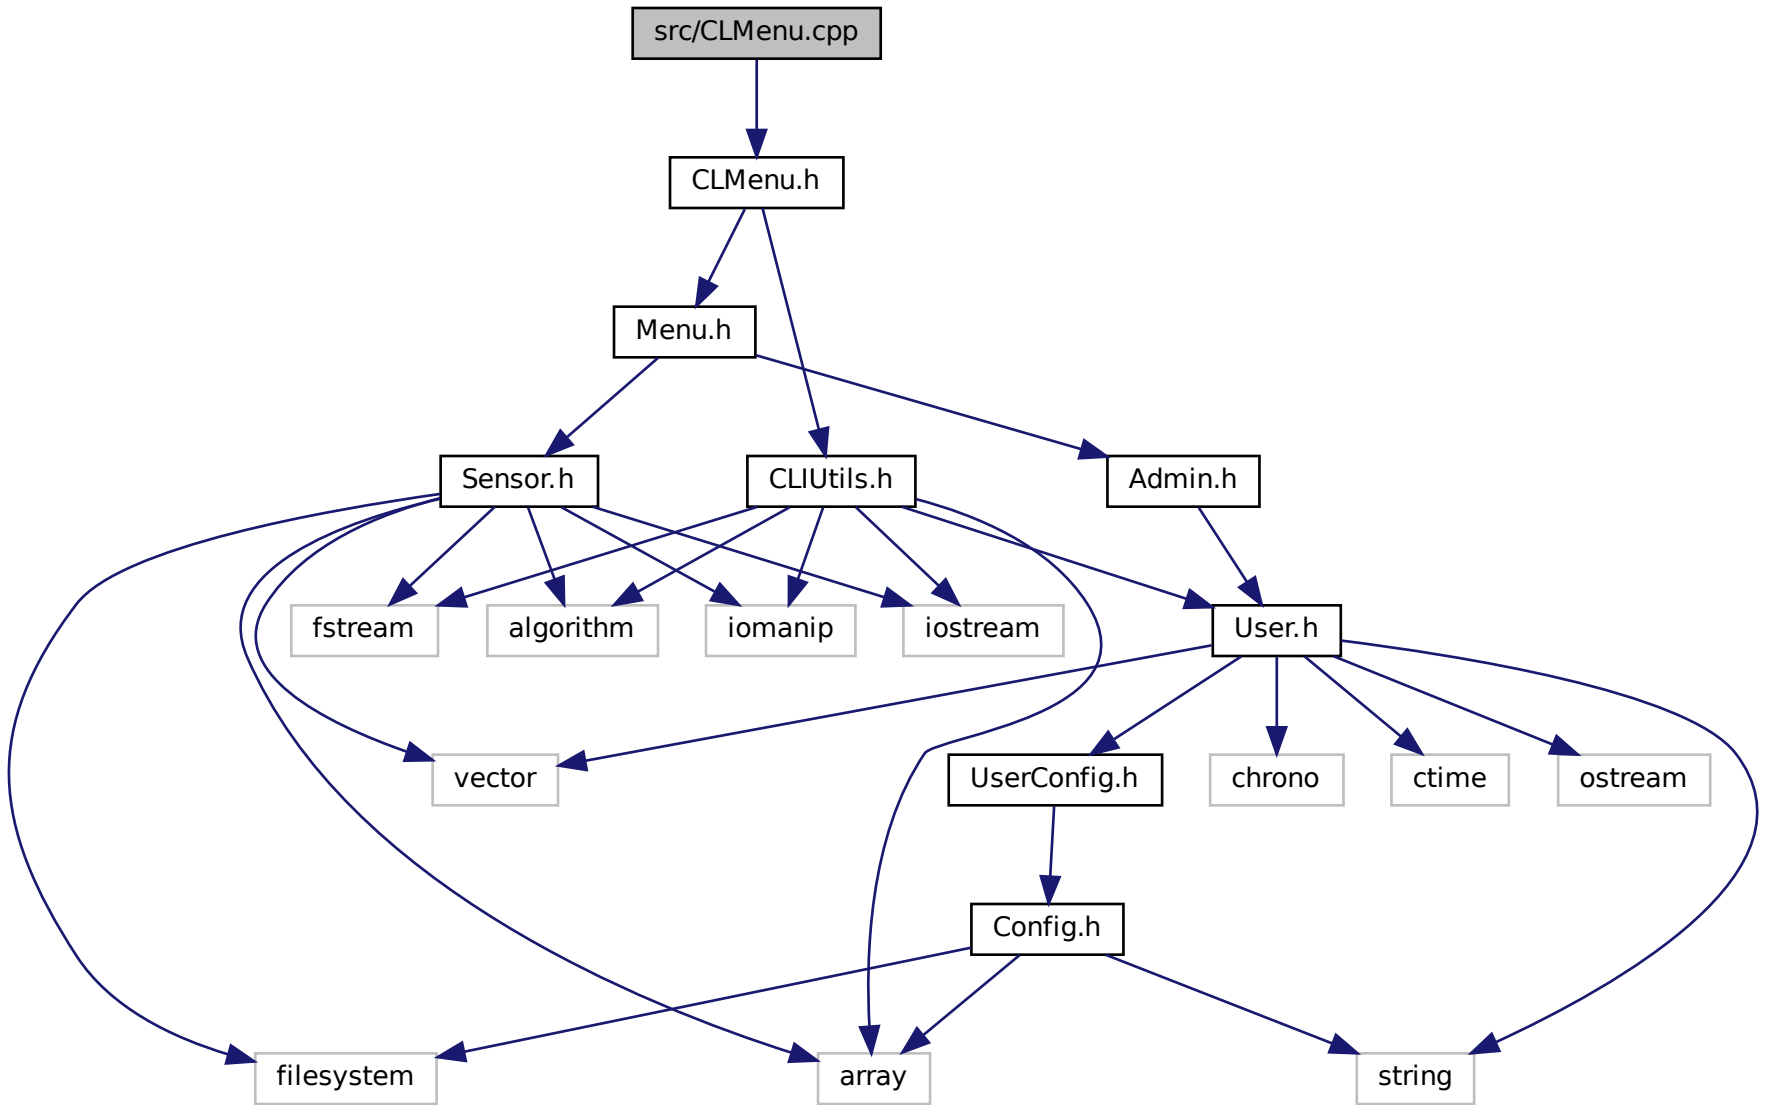 src/CLMenu.cpp
CLMenu.h
Menu.h
Sensor.h
CLIUtils.h
Admin.h
fstream
algorithm
iomanip
iostream
User.h
vector
UserConfig.h
chrono
ctime
ostream
Config.h
filesystem
array
string